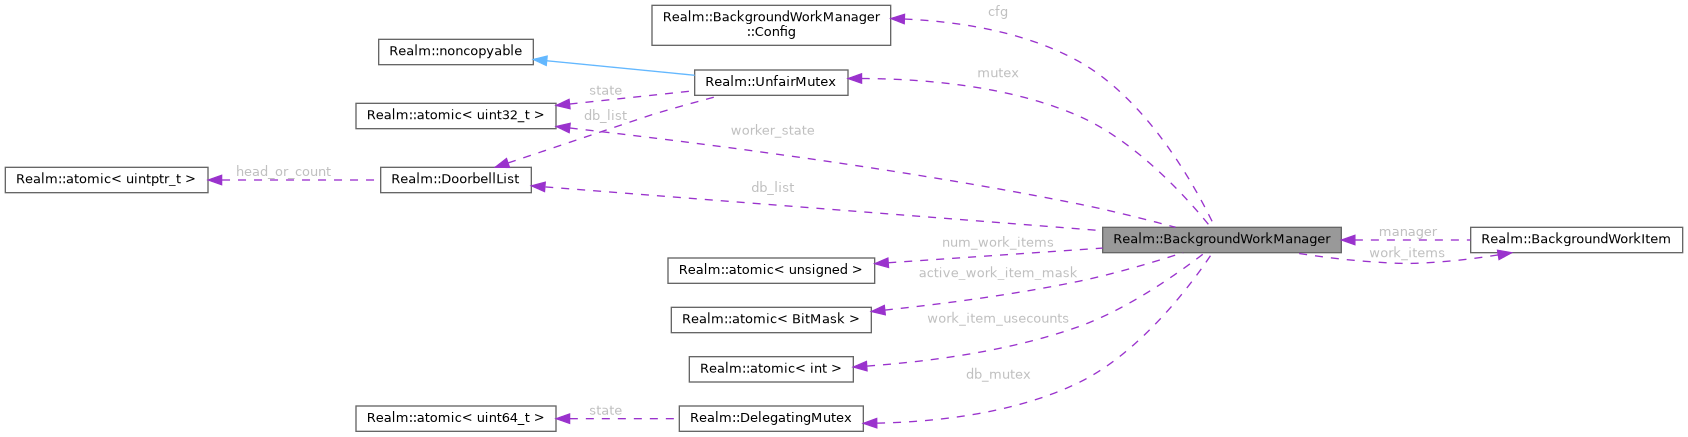 Realm::BackgroundWorkManager
::Config
cfg
Realm::noncopyable
Realm::UnfairMutex
mutex
state
Realm::atomic< uint32_t >
db_list
worker_state
Realm::atomic< uintptr_t >
head_or_count
Realm::DoorbellList
db_list
Realm::BackgroundWorkManager
manager
Realm::BackgroundWorkItem
work_items
num_work_items
Realm::atomic< unsigned >
active_work_item_mask
Realm::atomic< BitMask >
work_item_usecounts
Realm::atomic< int >
db_mutex
Realm::atomic< uint64_t >
state
Realm::DelegatingMutex